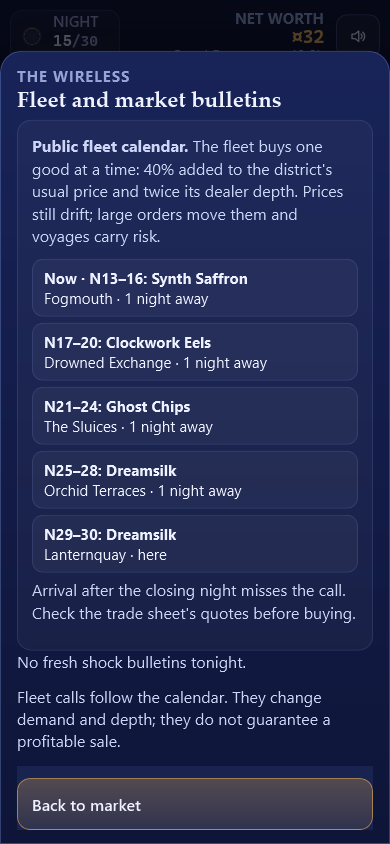 NIGHT
15/30
NET WORTH
¤32
THE WIRELESS
Fleet and market bulletins
Public fleet calendar. The fleet buys one
good at a time: 40% added to the district's
usual price and twice its dealer depth. Prices
still drift; large orders move them and
voyages carry risk.
Now · N13–16: Synth Saffron
Fogmouth · 1 night away
N17–20: Clockwork Eels
Drowned Exchange · 1 night away
N21–24: Ghost Chips
The Sluices · 1 night away
N25–28: Dreamsilk
Orchid Terraces · 1 night away
N29–30: Dreamsilk
Lanternquay · here
Arrival after the closing night misses the call.
Check the trade sheet's quotes before buying.
No fresh shock bulletins tonight.
Fleet calls follow the calendar. They change
demand and depth; they do not guarantee a
profitable sale.
Back to market